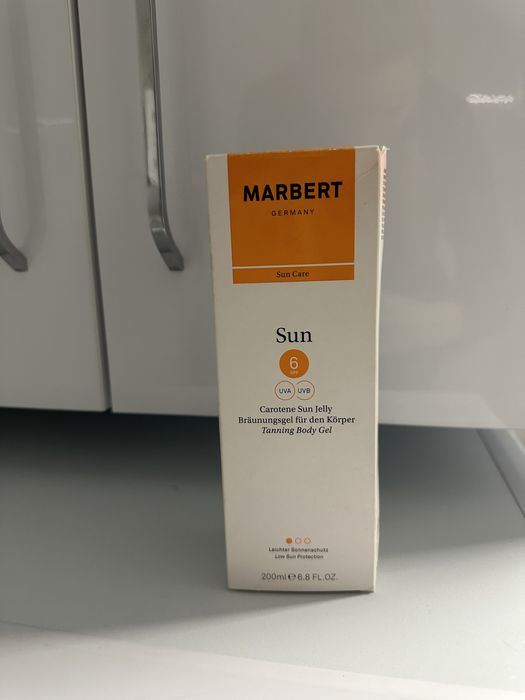 MARBERT
GERMANY
Sun Care
Sun
6
SPF
UVA UVB
Carotene Sun Jelly
Bräunungsgel für den Körper
Tanning Body Gel
Leichter Sonnenschutz
Low Sun Protection
200ml ℮ 6.8 FL.OZ.